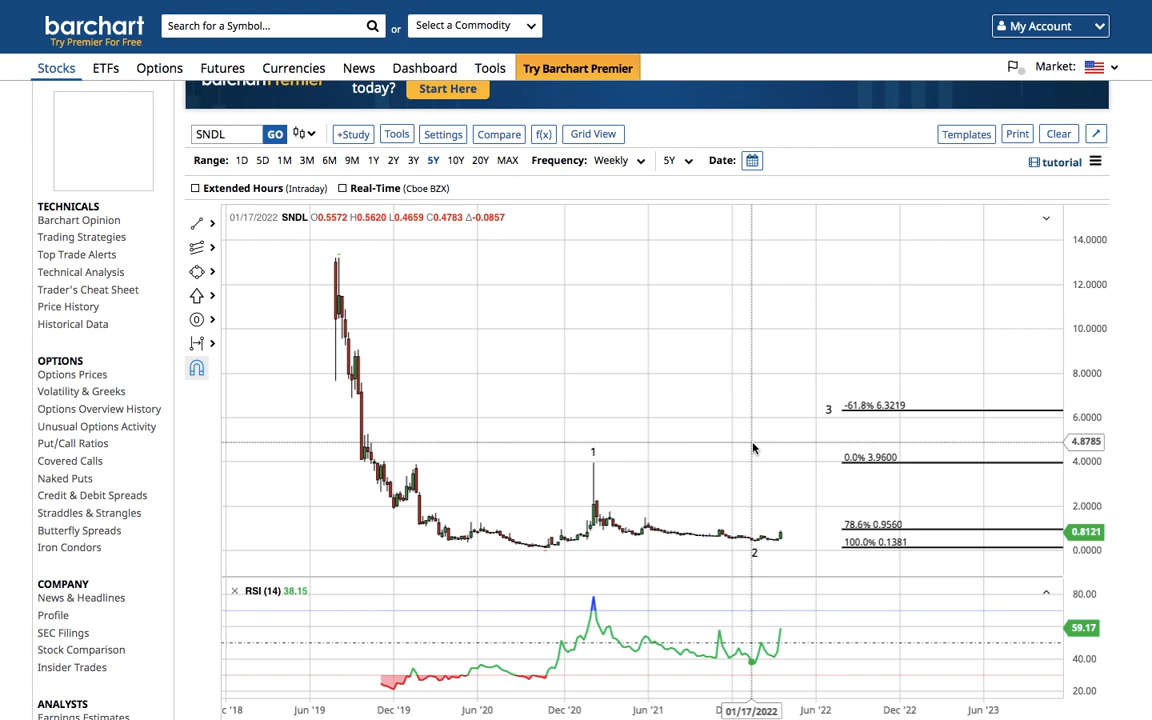 barchart
Try Premier For Free
Search for a Symbol...
or
Select a Commodity
My Account
Stocks ETFs Options Futures Currencies News Dashboard Tools Try Barchart Premier Market:
today?
Start Here
SNDL GO +Study Tools Settings Compare f(x) Grid View Templates Print Clear
Range: 1D 5D 1M 3M 6M 9M 1Y 2Y 3Y 5Y 10Y 20Y MAX Frequency: Weekly 5Y Date: tutorial
Extended Hours (Intraday) Real-Time (Cboe BZX)
01/17/2022 SNDL O0.5572 H0.5620 L0.4659 C0.4783 Δ-0.0857
TECHNICALS
Barchart Opinion
Trading Strategies
Top Trade Alerts
Technical Analysis
Trader's Cheat Sheet
Price History
Historical Data
OPTIONS
Options Prices
Volatility & Greeks
Options Overview History
Unusual Options Activity
Put/Call Ratios
Covered Calls
Naked Puts
Credit & Debit Spreads
Straddles & Strangles
Butterfly Spreads
Iron Condors
COMPANY
News & Headlines
Profile
SEC Filings
Stock Comparison
Insider Trades
ANALYSTS
Earnings Estimates
14.0000
12.0000
10.0000
8.0000
3 -61.8% 6.3219
6.0000
4.8785
1
0.0% 3.9600
4.0000
2.0000
78.6% 0.9560
0.8121
100.0% 0.1381
0.0000
2
RSI (14) 38.15
80.00
59.17
40.00
20.00
c '18 Jun '19 Dec '19 Jun '20 Dec '20 Jun '21 D 01/17/2022 Jun '22 Dec '22 Jun '23